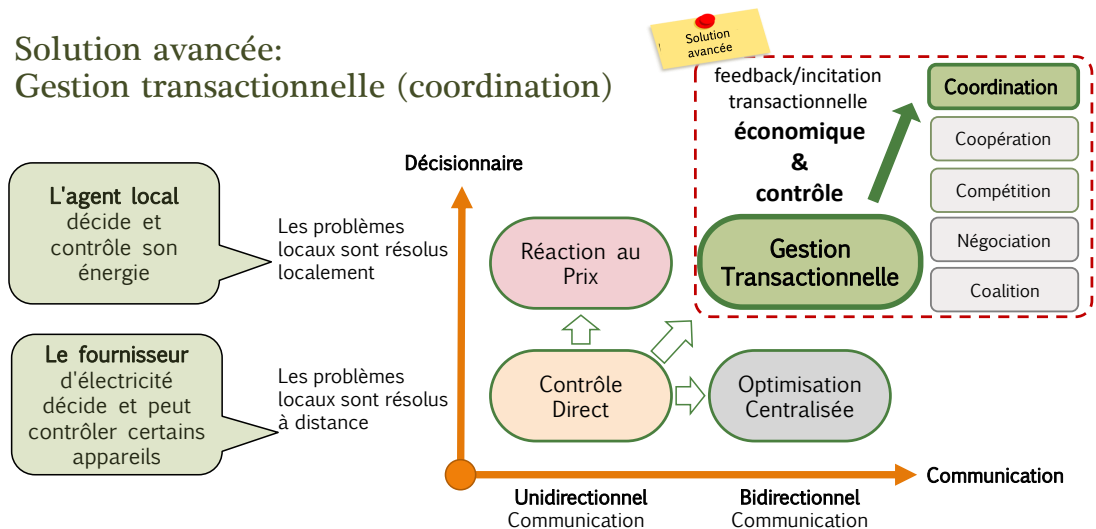 Solution avancée:
Gestion transactionnelle (coordination)
Solution
avancée
feedback/incitation
transactionnelle
économique
&
contrôle
Coordination
Coopération
Compétition
Négociation
Coalition
Gestion
Transactionnelle
Décisionnaire
L'agent local
décide et
contrôle son
énergie
Les problèmes
locaux sont résolus
localement
Réaction au
Prix
Le fournisseur
d'électricité
décide et peut
contrôler certains
appareils
Les problèmes
locaux sont résolus
à distance
Contrôle
Direct
Optimisation
Centralisée
Communication
Unidirectionnel
Communication
Bidirectionnel
Communication